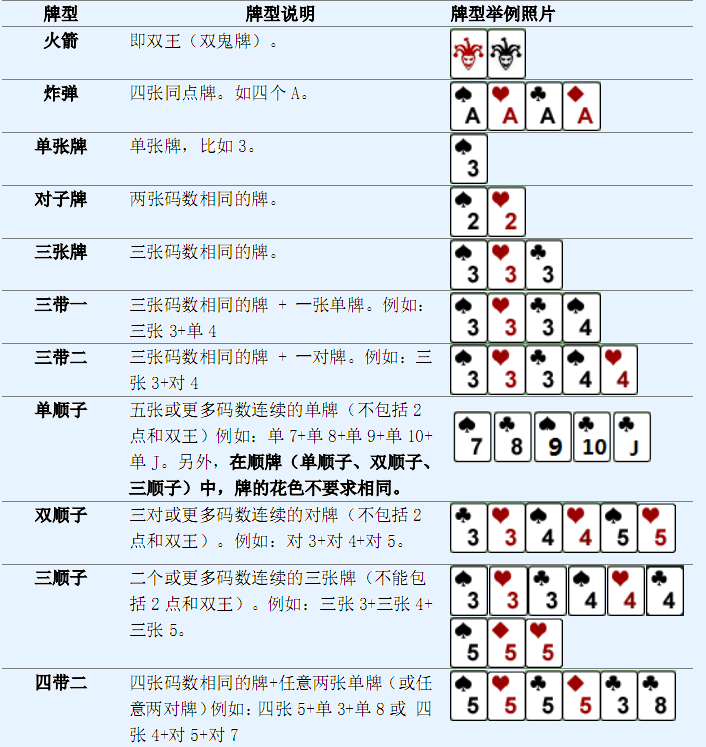 牌型 牌型说明 牌型举例照片
火箭 即双王（双鬼牌）。
炸弹 四张同点牌。如四个 A。
A A A A
单张牌 单张牌，比如 3。
3
对子牌 两张码数相同的牌。
2 2
三张牌 三张码数相同的牌。
3 3 3
三带一 三张码数相同的牌 + 一张单牌。例如：
三张 3+单 4
3 3 3 4
三带二 三张码数相同的牌 + 一对牌。例如：三
张 3+对 4
3 3 3 4 4
单顺子 五张或更多码数连续的单牌（不包括 2
点和双王）例如：单 7+单 8+单 9+单 10+
单 J。另外，在顺牌（单顺子、双顺子、
三顺子）中，牌的花色不要求相同。
7 8 9 10 J
双顺子 三对或更多码数连续的对牌（不包括 2
点和双王）。例如：对 3+对 4+对 5。
3 3 4 4 5 5
三顺子 二个或更多码数连续的三张牌（不能包
括 2 点和双王）。例如：三张 3+三张 4+
三张 5。
3 3 3 4 4 4
5 5 5
四带二 四张码数相同的牌+任意两张单牌（或任
意两对牌）例如：四张 5+单 3+单 8 或 四
张 4+对 5+对 7
5 5 5 5 3 8